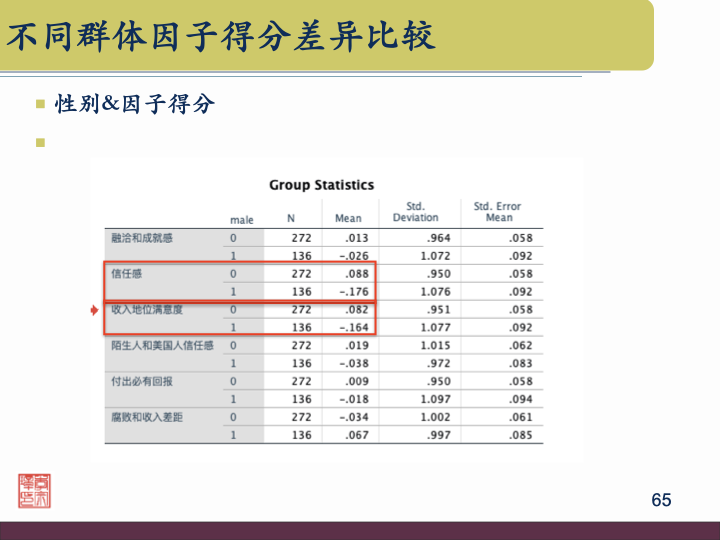 不同群体因子得分差异比较
性别&因子得分
Group Statistics
male N Mean Std. Deviation Std. Error Mean
融洽和成就感 0 272 .013 .964 .058
1 136 -.026 1.072 .092
信任感 0 272 .088 .950 .058
1 136 -.176 1.076 .092
收入地位满意度 0 272 .082 .951 .058
1 136 -.164 1.077 .092
陌生人和美国人信任感 0 272 .019 1.015 .062
1 136 -.038 .972 .083
付出必有回报 0 272 .009 .950 .058
1 136 -.018 1.097 .094
腐败和收入差距 0 272 -.034 1.002 .061
1 136 .067 .997 .085
65